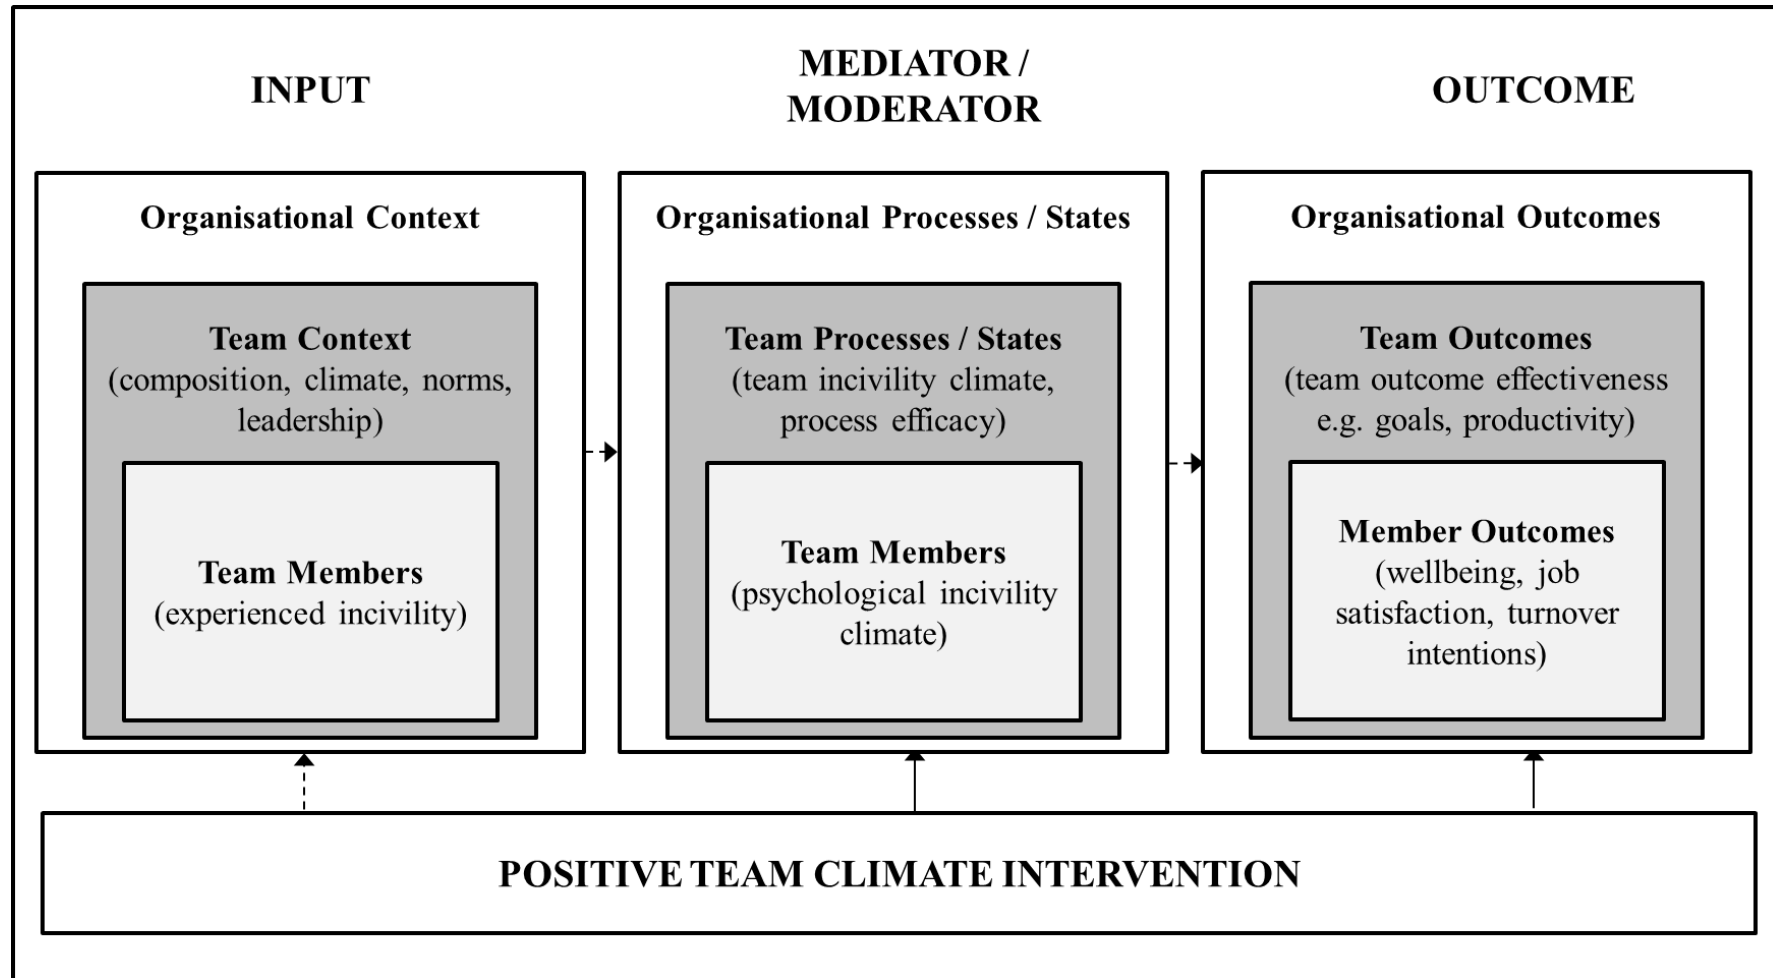 INPUT
MEDIATOR /
MODERATOR
OUTCOME
Organisational Context
Team Context
(composition, climate, norms,
leadership)
Team Members
(experienced incivility)
Organisational Processes / States
Team Processes / States
(team incivility climate,
process efficacy)
Team Members
(psychological incivility
climate)
Organisational Outcomes
Team Outcomes
(team outcome effectiveness
e.g. goals, productivity)
Member Outcomes
(wellbeing, job
satisfaction, turnover
intentions)
POSITIVE TEAM CLIMATE INTERVENTION